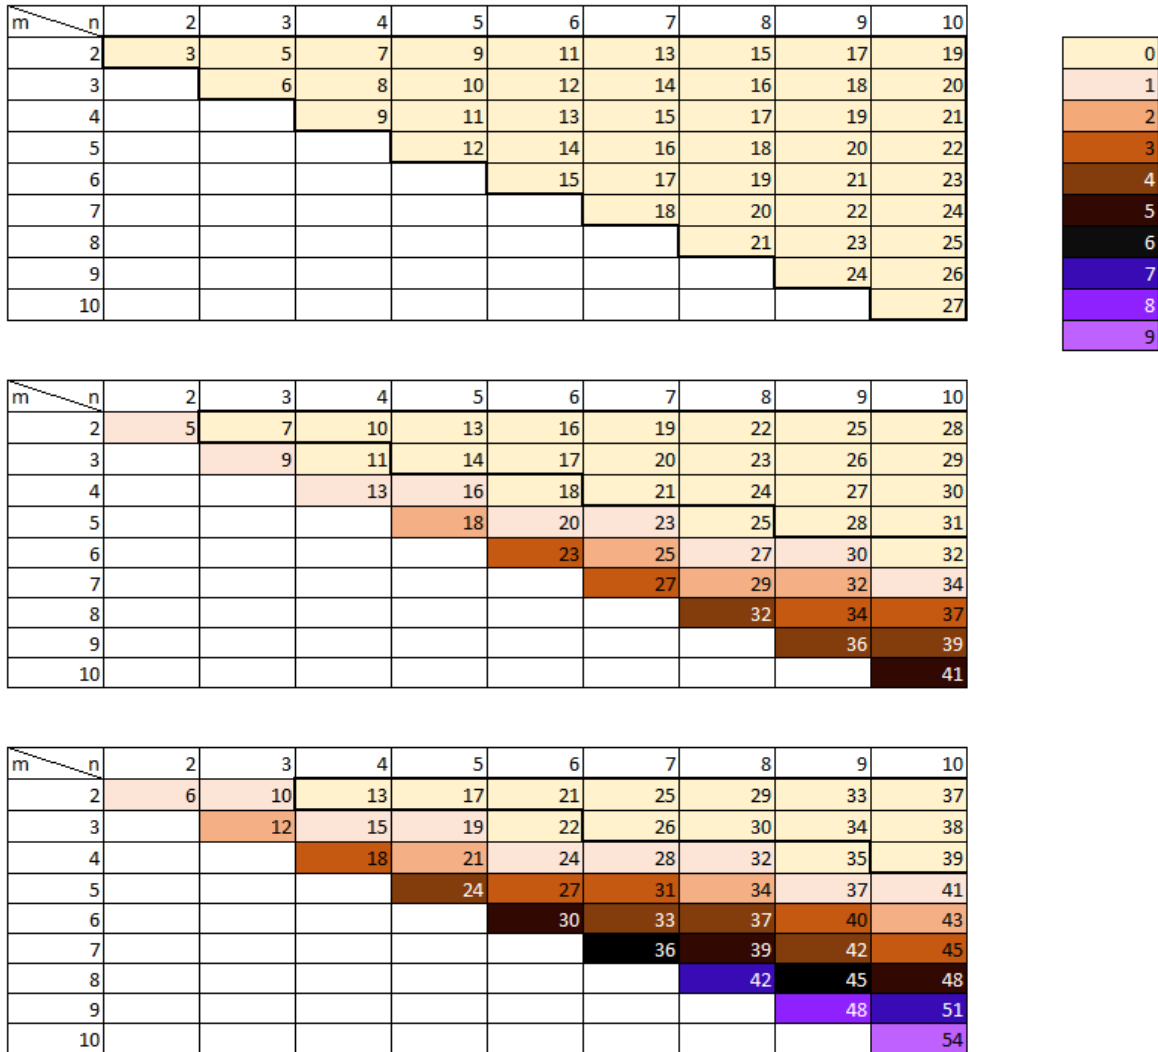 m n 2 3 4 5 6 7 8 9 10
2 3 5 7 9 11 13 15 17 19 0
3 6 8 10 12 14 16 18 20 1
4 9 11 13 15 17 19 21 2
5 12 14 16 18 20 22 3
6 15 17 19 21 23 4
7 18 20 22 24 5
8 21 23 25 6
9 24 26 7
10 27 8
9
m n 2 3 4 5 6 7 8 9 10
2 5 7 10 13 16 19 22 25 28
3 9 11 14 17 20 23 26 29
4 13 16 18 21 24 27 30
5 18 20 23 25 28 31
6 23 25 27 30 32
7 27 29 32 34
8 32 34 37
9 36 39
10 41
m n 2 3 4 5 6 7 8 9 10
2 6 10 13 17 21 25 29 33 37
3 12 15 19 22 26 30 34 38
4 18 21 24 28 32 35 39
5 24 27 31 34 37 41
6 30 33 37 40 43
7 36 39 42 45
8 42 45 48
9 48 51
10 54